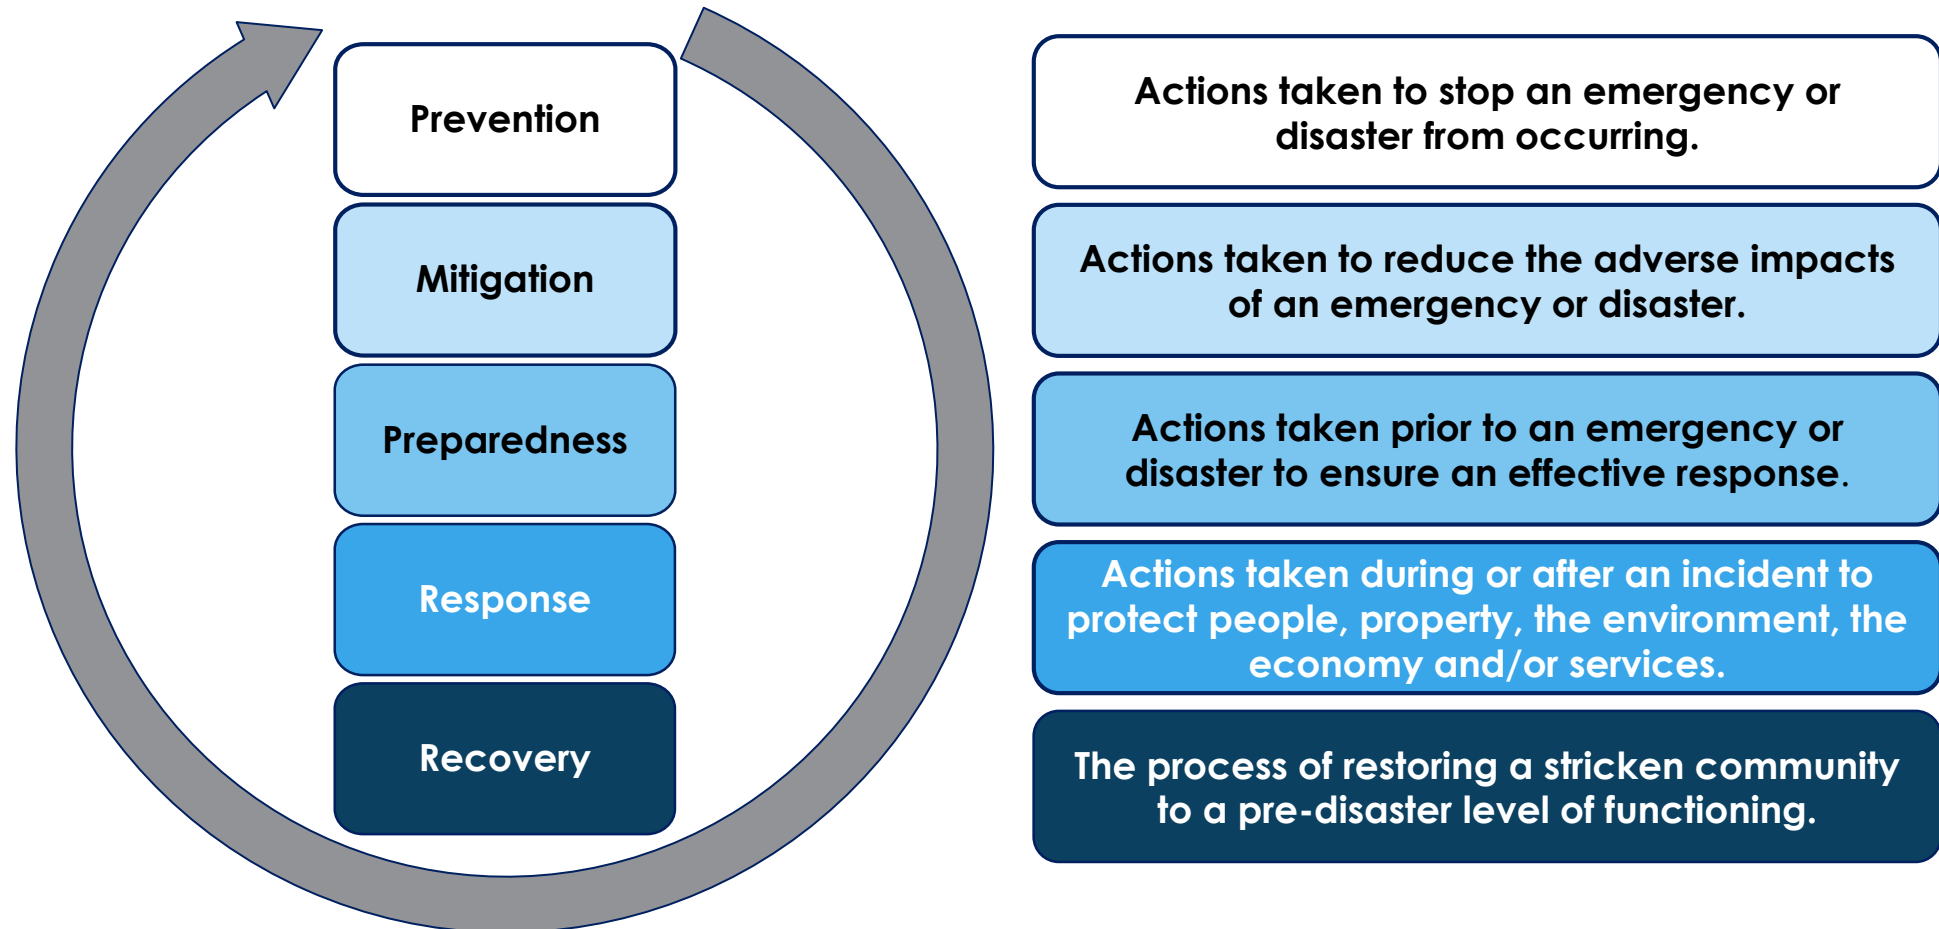 Prevention
Actions taken to stop an emergency or
disaster from occurring.
Mitigation
Actions taken to reduce the adverse impacts
of an emergency or disaster.
Preparedness
Actions taken prior to an emergency or
disaster to ensure an effective response.
Response
Actions taken during or after an incident to
protect people, property, the environment, the
economy and/or services.
Recovery
The process of restoring a stricken community
to a pre-disaster level of functioning.